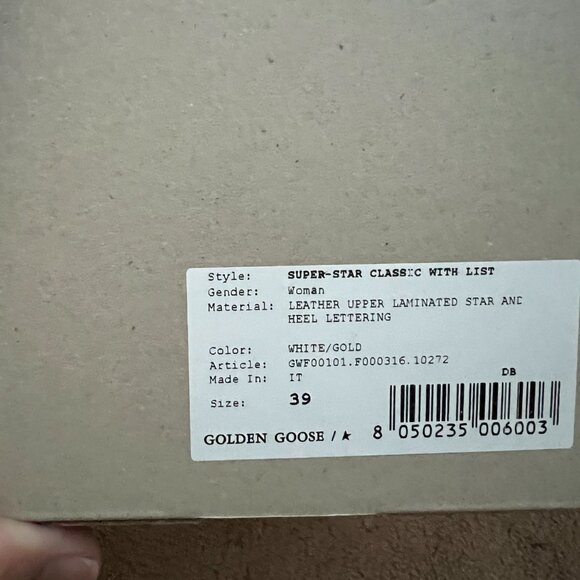 Style: SUPER-STAR CLASSIC WITH LIST
Gender: Woman
Material: LEATHER UPPER LAMINATED STAR AND
HEEL LETTERING
Color: WHITE/GOLD
Article: GWF00101.F000316.10272
Made In: IT
DB
Size: 39
GOLDEN GOOSE / ★ 8 050235 006003